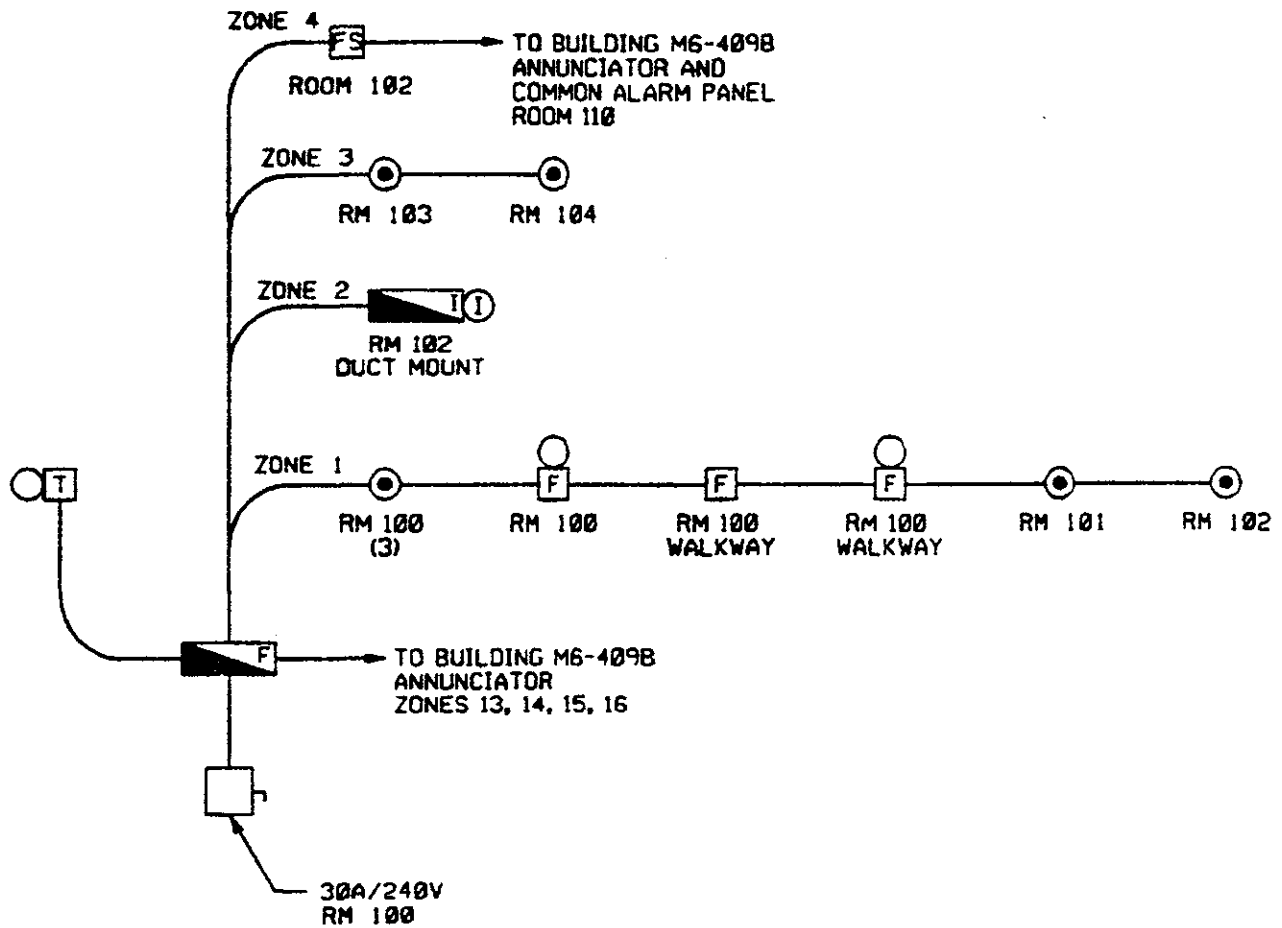 ZONE 4
FS
TO BUILDING M6-409B
ANNUNCIATOR AND
COMMON ALARM PANEL
ROOM 110
ROOM 102
ZONE 3
RM 103
RM 104
ZONE 2
I
I
RM 102
DUCT MOUNT
ZONE 1
T
F
F
F
RM 100
(3)
RM 100
RM 100
WALKWAY
RM 100
WALKWAY
RM 101
RM 102
F
TO BUILDING M6-409B
ANNUNCIATOR
ZONES 13, 14, 15, 16
30A/240V
RM 100